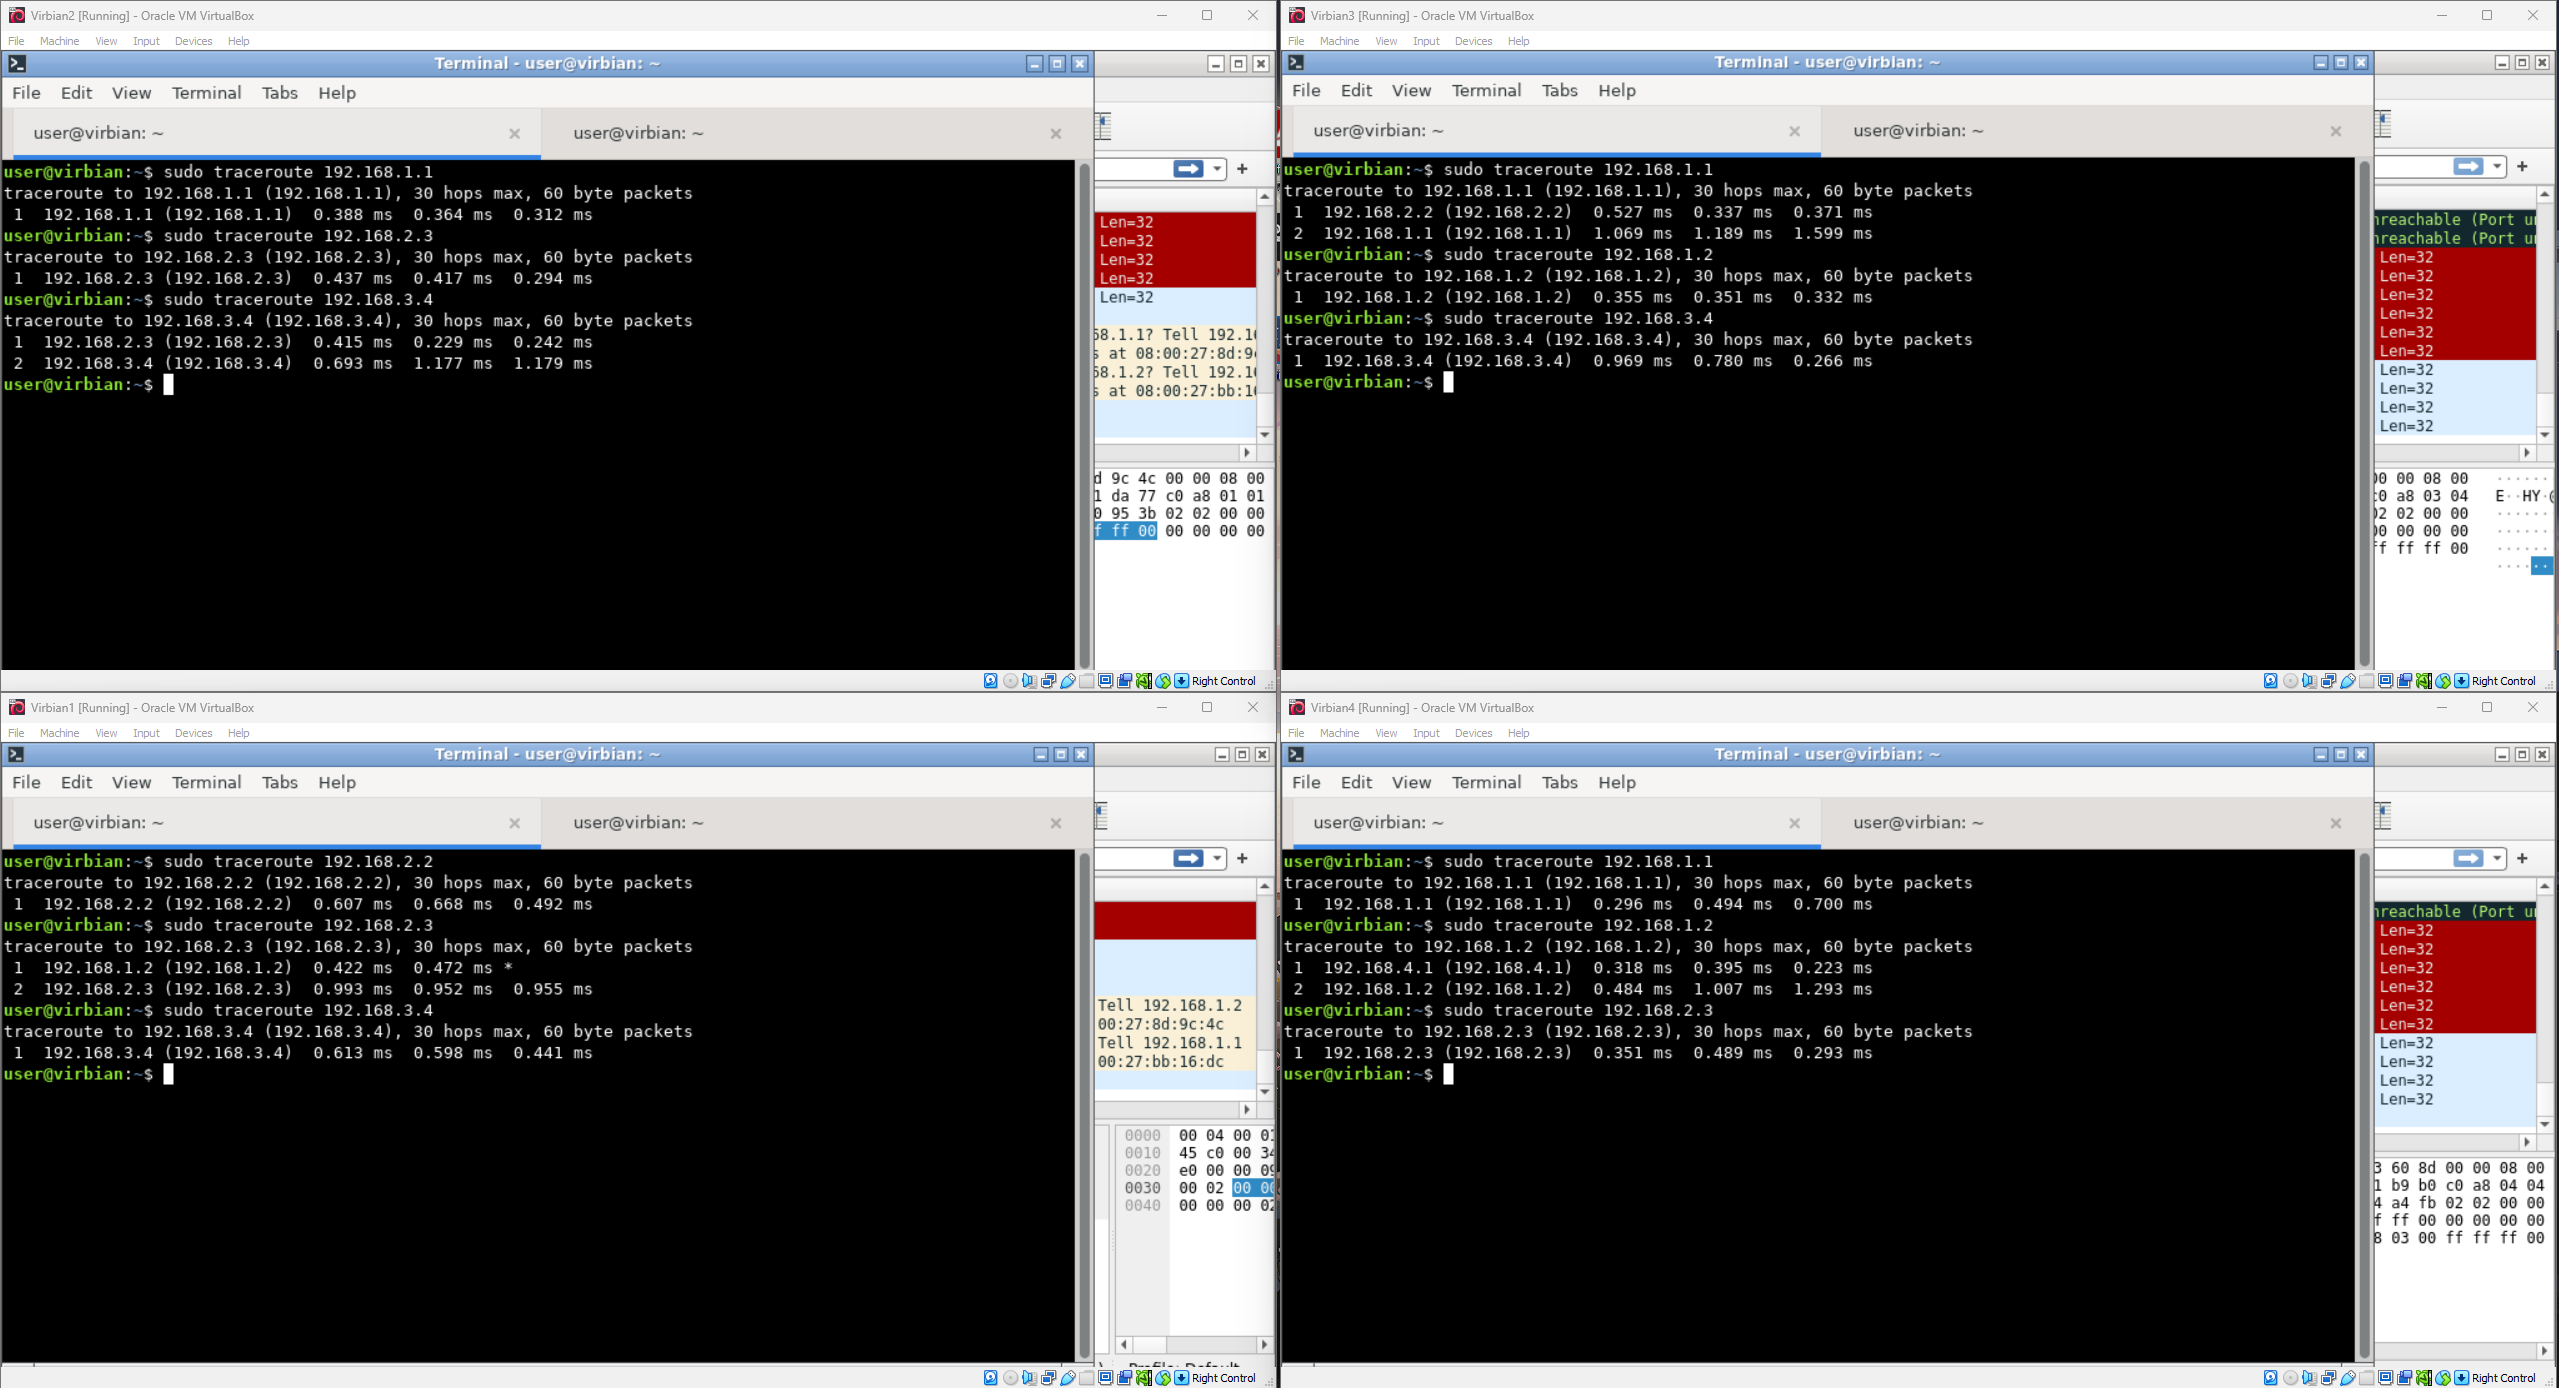 Virbian2 [Running] - Oracle VM VirtualBox
File Machine View Input Devices Help
Terminal - user@virbian: ~
File Edit View Terminal Tabs Help
user@virbian: ~ user@virbian: ~
user@virbian:~$ sudo traceroute 192.168.1.1
traceroute to 192.168.1.1 (192.168.1.1), 30 hops max, 60 byte packets
1 192.168.1.1 (192.168.1.1) 0.388 ms 0.364 ms 0.312 ms
user@virbian:~$ sudo traceroute 192.168.2.3
traceroute to 192.168.2.3 (192.168.2.3), 30 hops max, 60 byte packets
1 192.168.2.3 (192.168.2.3) 0.437 ms 0.417 ms 0.294 ms
user@virbian:~$ sudo traceroute 192.168.3.4
traceroute to 192.168.3.4 (192.168.3.4), 30 hops max, 60 byte packets
1 192.168.2.3 (192.168.2.3) 0.415 ms 0.229 ms 0.242 ms
2 192.168.3.4 (192.168.3.4) 0.693 ms 1.177 ms 1.179 ms
user@virbian:~$
Len=32
Len=32
Len=32
Len=32
Len=32
68.1.1? Tell 192.16
s at 08:00:27:8d:9c
68.1.2? Tell 192.16
s at 08:00:27:bb:16
d 9c 4c 00 00 08 00
1 da 77 c0 a8 01 01
0 95 3b 02 02 00 00
f ff 00 00 00 00 00
Right Control
Virbian3 [Running] - Oracle VM VirtualBox
File Machine View Input Devices Help
Terminal - user@virbian: ~
File Edit View Terminal Tabs Help
user@virbian: ~ user@virbian: ~
user@virbian:~$ sudo traceroute 192.168.1.1
traceroute to 192.168.1.1 (192.168.1.1), 30 hops max, 60 byte packets
1 192.168.2.2 (192.168.2.2) 0.527 ms 0.337 ms 0.371 ms
2 192.168.1.1 (192.168.1.1) 1.069 ms 1.189 ms 1.599 ms
user@virbian:~$ sudo traceroute 192.168.1.2
traceroute to 192.168.1.2 (192.168.1.2), 30 hops max, 60 byte packets
1 192.168.1.2 (192.168.1.2) 0.355 ms 0.351 ms 0.332 ms
user@virbian:~$ sudo traceroute 192.168.3.4
traceroute to 192.168.3.4 (192.168.3.4), 30 hops max, 60 byte packets
1 192.168.3.4 (192.168.3.4) 0.969 ms 0.780 ms 0.266 ms
user@virbian:~$
nreachable (Port un
nreachable (Port un
Len=32
Len=32
Len=32
Len=32
Len=32
Len=32
Len=32
Len=32
Len=32
Len=32
00 00 08 00 ······
c0 a8 03 04 E··HY·@
02 02 00 00 ······
00 00 00 00 ······
ff ff ff 00 ······
Right Control
Virbian1 [Running] - Oracle VM VirtualBox
File Machine View Input Devices Help
Terminal - user@virbian: ~
File Edit View Terminal Tabs Help
user@virbian: ~ user@virbian: ~
user@virbian:~$ sudo traceroute 192.168.2.2
traceroute to 192.168.2.2 (192.168.2.2), 30 hops max, 60 byte packets
1 192.168.2.2 (192.168.2.2) 0.607 ms 0.668 ms 0.492 ms
user@virbian:~$ sudo traceroute 192.168.2.3
traceroute to 192.168.2.3 (192.168.2.3), 30 hops max, 60 byte packets
1 192.168.1.2 (192.168.1.2) 0.422 ms 0.472 ms *
2 192.168.2.3 (192.168.2.3) 0.993 ms 0.952 ms 0.955 ms
user@virbian:~$ sudo traceroute 192.168.3.4
traceroute to 192.168.3.4 (192.168.3.4), 30 hops max, 60 byte packets
1 192.168.3.4 (192.168.3.4) 0.613 ms 0.598 ms 0.441 ms
user@virbian:~$
Tell 192.168.1.2
00:27:8d:9c:4c
Tell 192.168.1.1
00:27:bb:16:dc
0000 00 04 00 01
0010 45 c0 00 34
0020 e0 00 00 09
0030 00 02 00 00
0040 00 00 00 02
Profile: Default
Right Control
Virbian4 [Running] - Oracle VM VirtualBox
File Machine View Input Devices Help
Terminal - user@virbian: ~
File Edit View Terminal Tabs Help
user@virbian: ~ user@virbian: ~
user@virbian:~$ sudo traceroute 192.168.1.1
traceroute to 192.168.1.1 (192.168.1.1), 30 hops max, 60 byte packets
1 192.168.1.1 (192.168.1.1) 0.296 ms 0.494 ms 0.700 ms
user@virbian:~$ sudo traceroute 192.168.1.2
traceroute to 192.168.1.2 (192.168.1.2), 30 hops max, 60 byte packets
1 192.168.4.1 (192.168.4.1) 0.318 ms 0.395 ms 0.223 ms
2 192.168.1.2 (192.168.1.2) 0.484 ms 1.007 ms 1.293 ms
user@virbian:~$ sudo traceroute 192.168.2.3
traceroute to 192.168.2.3 (192.168.2.3), 30 hops max, 60 byte packets
1 192.168.2.3 (192.168.2.3) 0.351 ms 0.489 ms 0.293 ms
user@virbian:~$
nreachable (Port un
Len=32
Len=32
Len=32
Len=32
Len=32
Len=32
Len=32
Len=32
Len=32
Len=32
3 60 8d 00 00 08 00
1 b9 b0 c0 a8 04 04
4 a4 fb 02 02 00 00
f ff 00 00 00 00 00
8 03 00 ff ff ff 00
Right Control